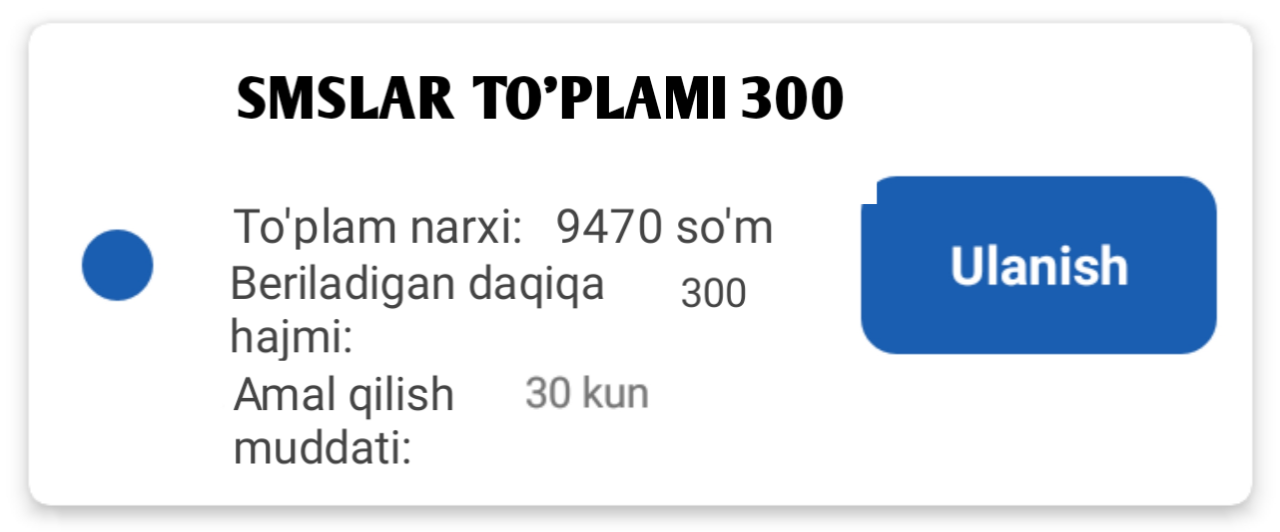 SMSLAR TO’PLAMI 300
To'plam narxi: 9470 so'm
Beriladigan daqiqa 300
hajmi:
Ulanish
Amal qilish 30 kun
muddati: